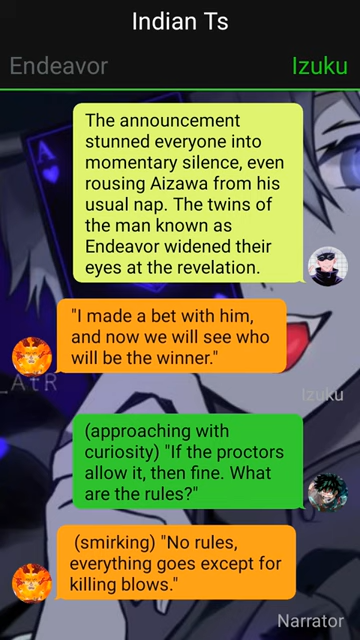 Indian Ts
Endeavor
Izuku
The announcement
stunned everyone into
momentary silence, even
rousing Aizawa from his
usual nap. The twins of
the man known as
Endeavor widened their
eyes at the revelation.
"I made a bet with him,
and now we will see who
will be the winner."
_AtR
Izuku
(approaching with
curiosity) "If the proctors
allow it, then fine. What
are the rules?"
(smirking) "No rules,
everything goes except for
killing blows."
Narrator